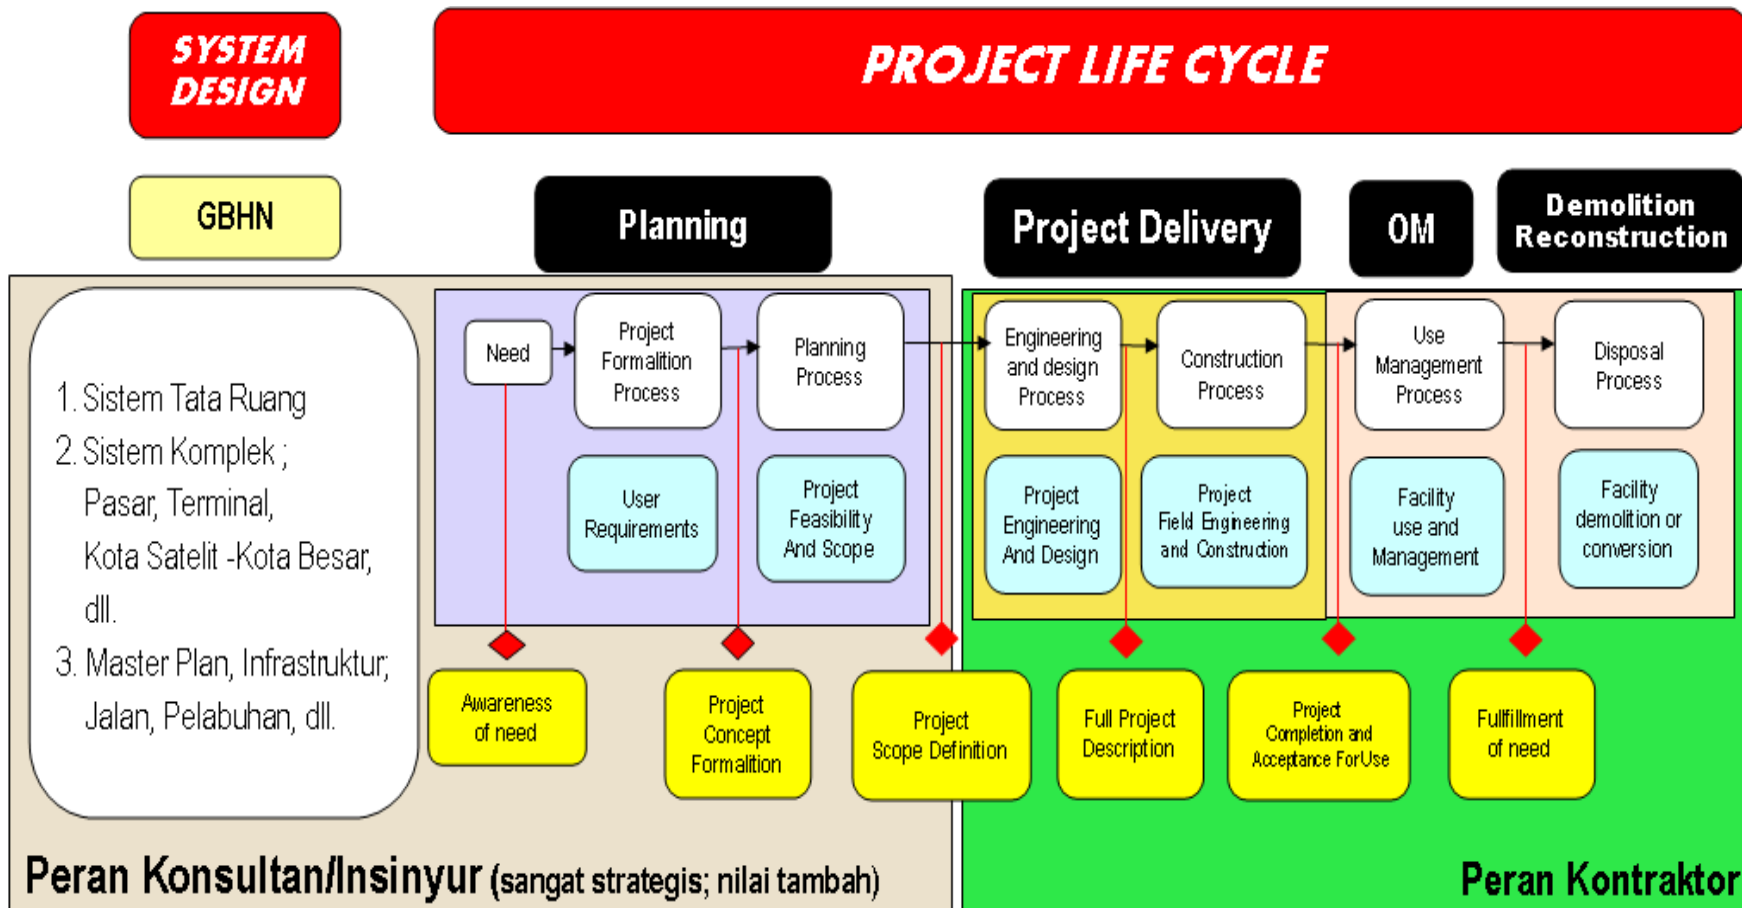 SYSTEM
DESIGN
PROJECT LIFE CYCLE
GBHN
Planning
Project Delivery
OM
Demolition
Reconstruction
1. Sistem Tata Ruang
2. Sistem Komplek ;
Pasar, Terminal,
Kota Satelit -Kota Besar,
dll.
3. Master Plan, Infrastruktur;
Jalan, Pelabuhan, dll.
Need
Project
Formalition
Process
Planning
Process
Engineering
and design
Process
Construction
Process
Use
Management
Process
Disposal
Process
User
Requirements
Project
Feasibility
And Scope
Project
Engineering
And Design
Project
Field Engineering
and Construction
Facility
use and
Management
Facility
demolition or
conversion
Awareness
of need
Project
Concept
Formalition
Project
Scope Definition
Full Project
Description
Project
Completion and
Acceptance For Use
Fullfillment
of need
Peran Konsultan/Insinyur (sangat strategis; nilai tambah)
Peran Kontraktor